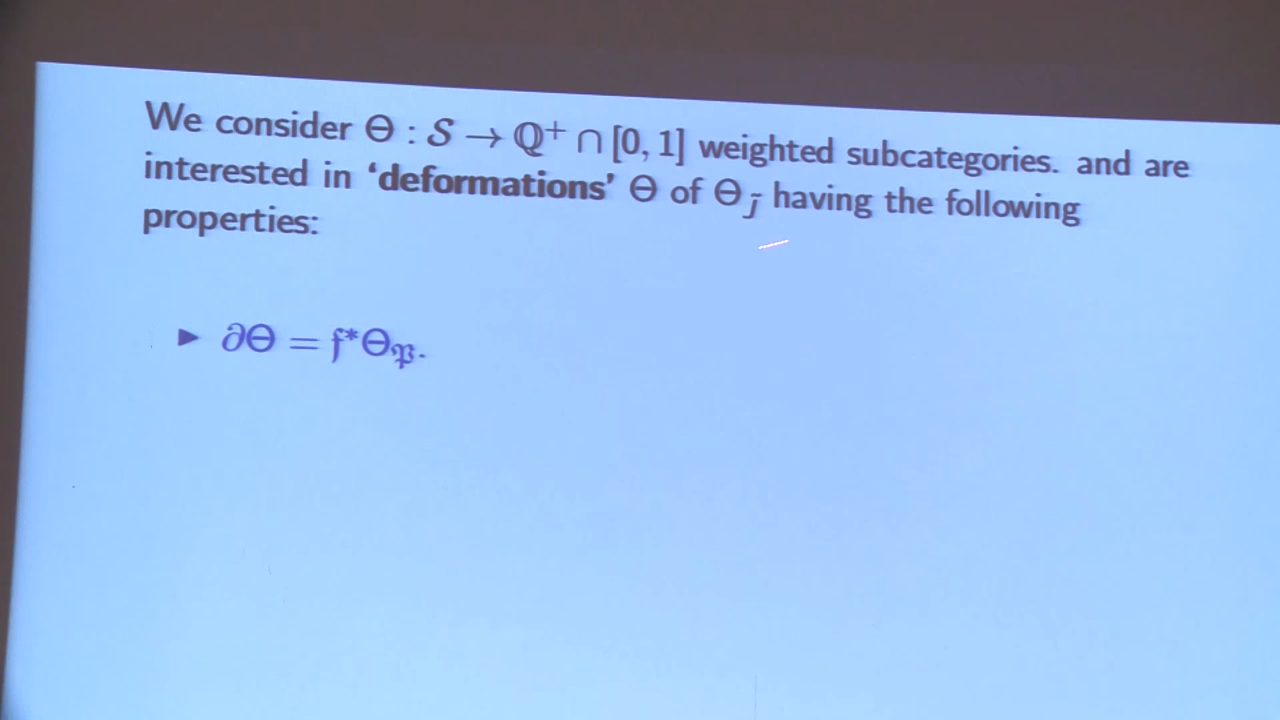 We consider Θ : 𝒮 → ℚ⁺ ∩ [0, 1] weighted subcategories. and are
interested in ‘deformations’ Θ of Θ_j̃ having the following
properties:
▶ ∂Θ = 𝔣*Θ_𝔓.